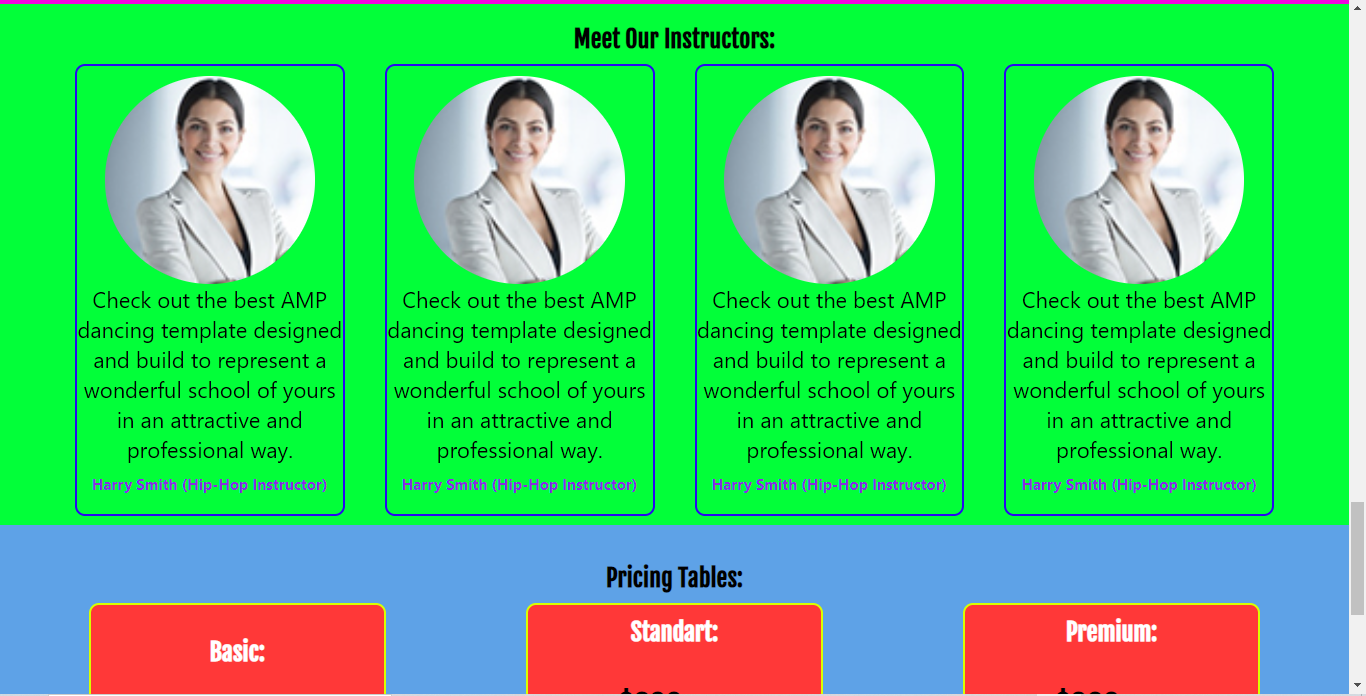 Meet Our Instructors:
Check out the best AMP
dancing template designed
and build to represent a
wonderful school of yours
in an attractive and
professional way.
Harry Smith (Hip-Hop Instructor)
Check out the best AMP
dancing template designed
and build to represent a
wonderful school of yours
in an attractive and
professional way.
Harry Smith (Hip-Hop Instructor)
Check out the best AMP
dancing template designed
and build to represent a
wonderful school of yours
in an attractive and
professional way.
Harry Smith (Hip-Hop Instructor)
Check out the best AMP
dancing template designed
and build to represent a
wonderful school of yours
in an attractive and
professional way.
Harry Smith (Hip-Hop Instructor)
Pricing Tables:
Basic:
Standart:
Premium: